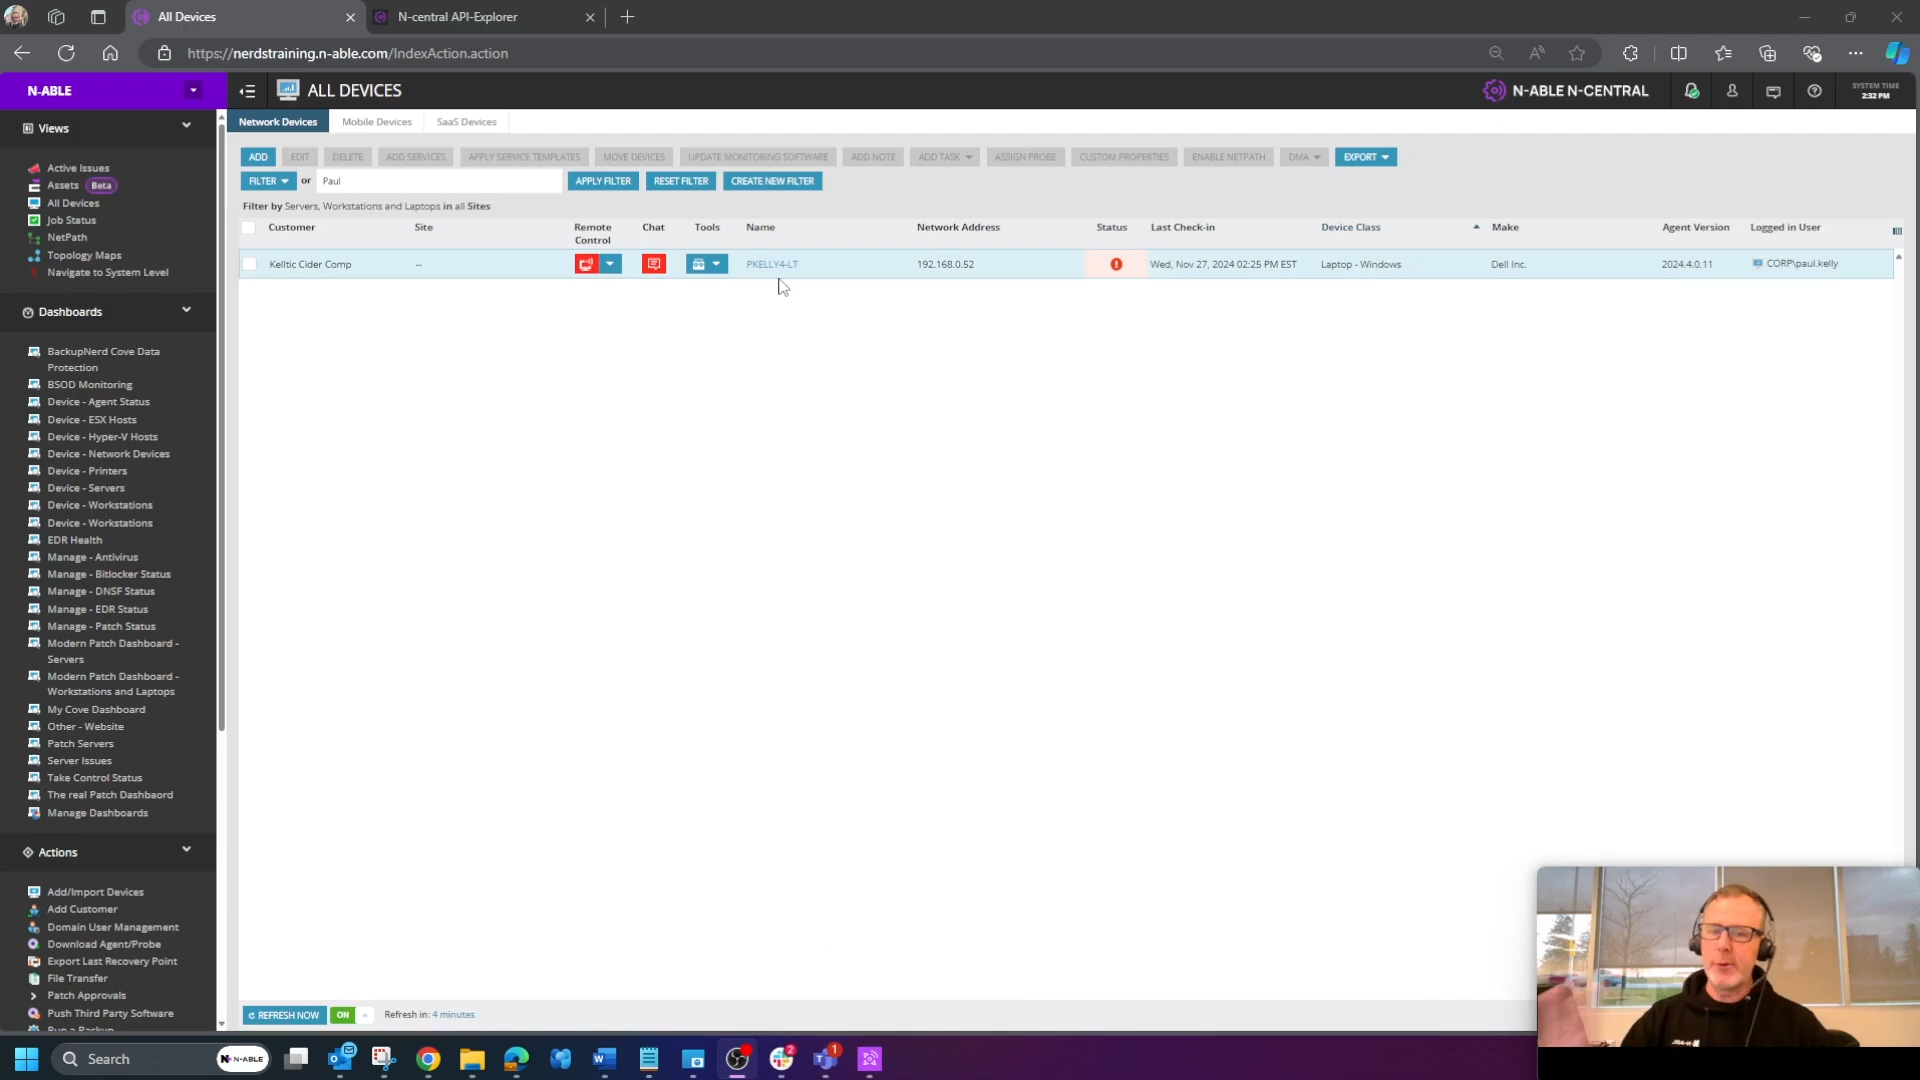 All Devices
N-central API-Explorer
https://nerdstraining.n-able.com/IndexAction.action
N-ABLE
ALL DEVICES
N-ABLE N-CENTRAL
SYSTEM TIME
2:32 PM
Views
Active Issues
Assets Beta
All Devices
Job Status
NetPath
Topology Maps
Navigate to System Level
Dashboards
BackupNerd Cove Data
Protection
BSOD Monitoring
Device - Agent Status
Device - ESX Hosts
Device - Hyper-V Hosts
Device - Network Devices
Device - Printers
Device - Servers
Device - Workstations
Device - Workstations
EDR Health
Manage - Antivirus
Manage - Bitlocker Status
Manage - DNSF Status
Manage - EDR Status
Manage - Patch Status
Modern Patch Dashboard -
Servers
Modern Patch Dashboard -
Workstations and Laptops
My Cove Dashboard
Other - Website
Patch Servers
Server Issues
Take Control Status
The real Patch Dashbaord
Manage Dashboards
Actions
Add/Import Devices
Add Customer
Domain User Management
Download Agent/Probe
Export Last Recovery Point
File Transfer
Patch Approvals
Push Third Party Software
Run a Backup
Network Devices Mobile Devices SaaS Devices
ADD EDIT DELETE ADD SERVICES APPLY SERVICE TEMPLATES MOVE DEVICES UPDATE MONITORING SOFTWARE ADD NOTE ADD TASK ASSIGN PROBE CUSTOM PROPERTIES ENABLE NETPATH DMA EXPORT
FILTER or Paul APPLY FILTER RESET FILTER CREATE NEW FILTER
Filter by Servers, Workstations and Laptops in all Sites
Customer Site Remote Control Chat Tools Name Network Address Status Last Check-in Device Class Make Agent Version Logged in User
Kelltic Cider Comp -- PKELLY4-LT 192.168.0.52 Wed, Nov 27, 2024 02:25 PM EST Laptop - Windows Dell Inc. 2024.4.0.11 CORP\paul.kelly
REFRESH NOW ON Refresh in: 4 minutes
Search N-ABLE
2
1